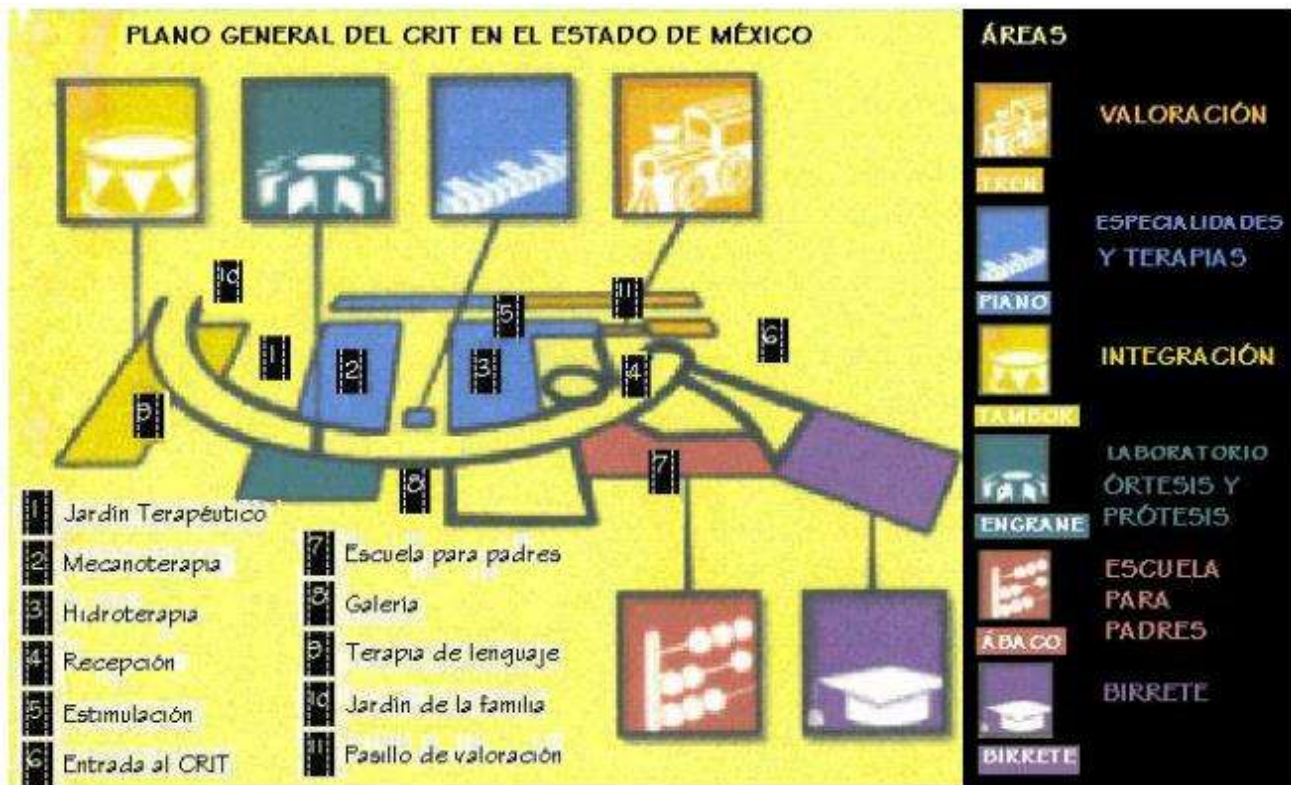 PLANO GENERAL DEL CRIT EN EL ESTADO DE MÉXICO
10
11
5
6
1
2
3
4
9
8
7
1 Jardín Terapéutico
2 Mecanoterapia
3 Hidroterapia
4 Recepción
5 Estimulación
6 Entrada al CRIT
7 Escuela para padres
8 Galería
9 Terapia de lenguaje
10 Jardín de la familia
11 Pasillo de valoración
ÁREAS
VALORACIÓN
TREN
ESPECIALIDADES
Y TERAPIAS
PIANO
INTEGRACIÓN
TAMBOR
LABORATORIO
ÓRTESIS Y
PRÓTESIS
ENGRANE
ESCUELA
PARA
PADRES
ÁBACO
BIRRETE
BIRRETE